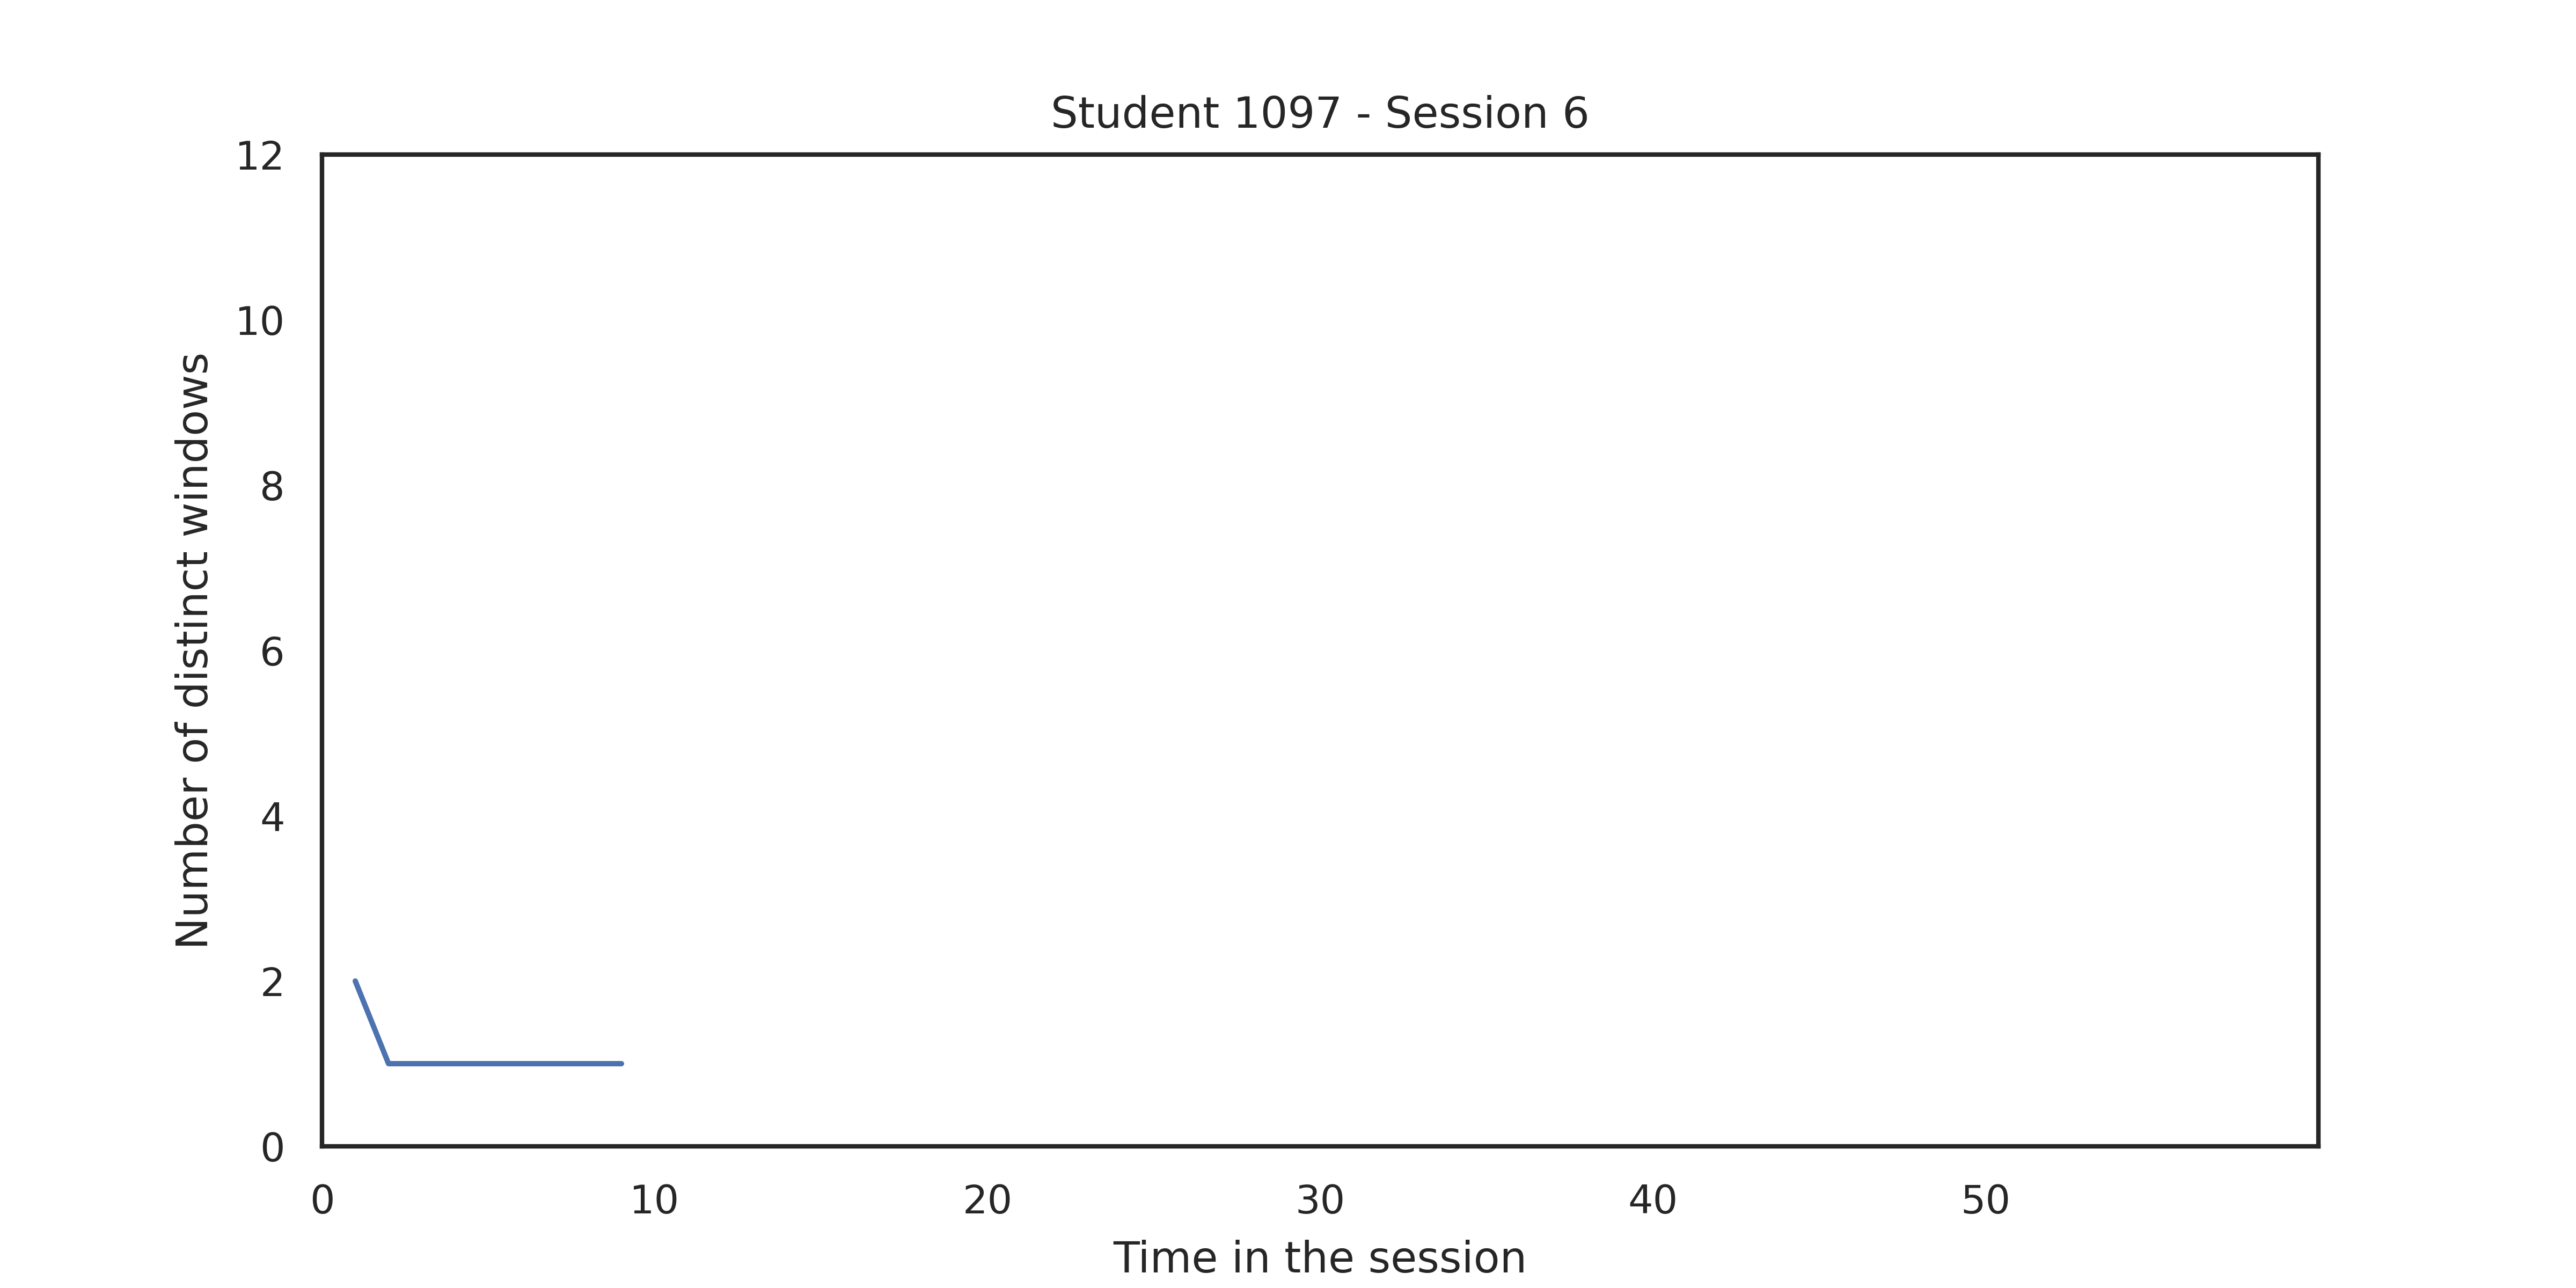 Student 1097 - Session 6
12
10
8
6
4
2
0
Number of distinct windows
0 10 20 30 40 50
Time in the session